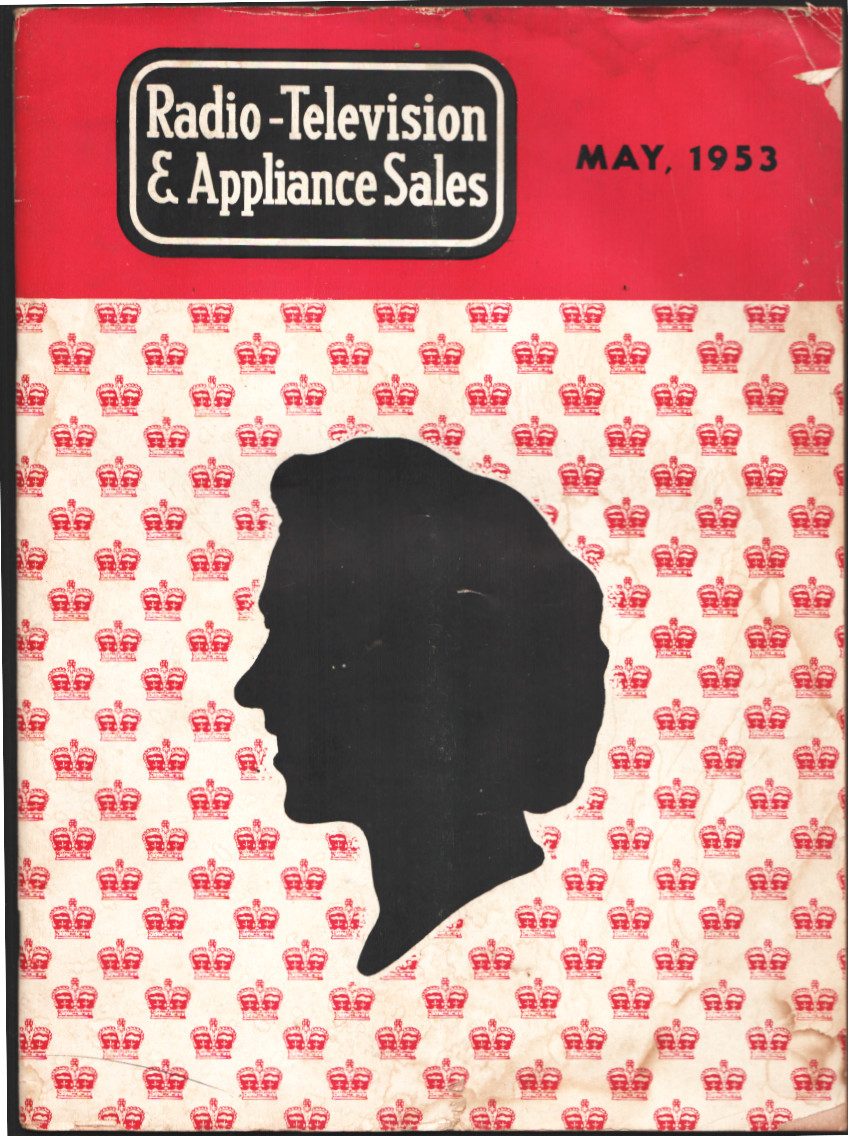 Radio-Television
& Appliance Sales
MAY, 1953